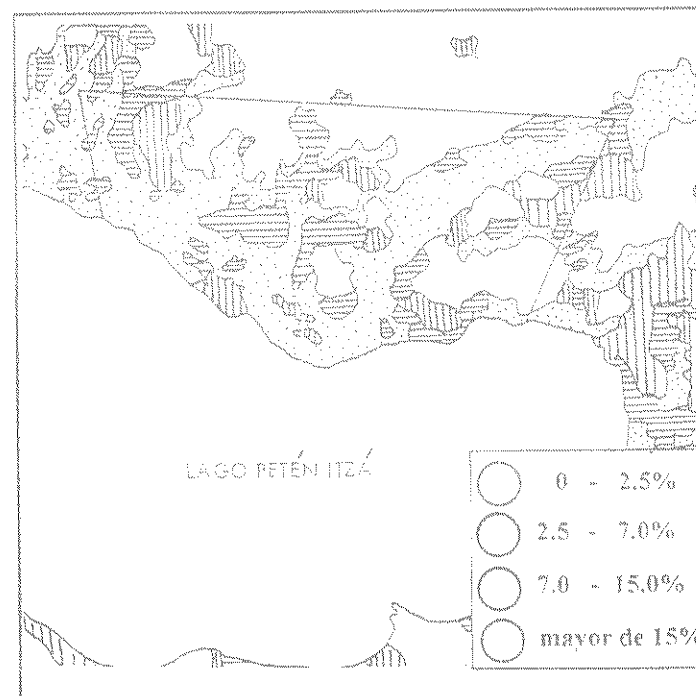 LAGO PETÉN ITZÁ
0 - 2.5%
2.5 - 7.0%
7.0 - 15.0%
mayor de 15%